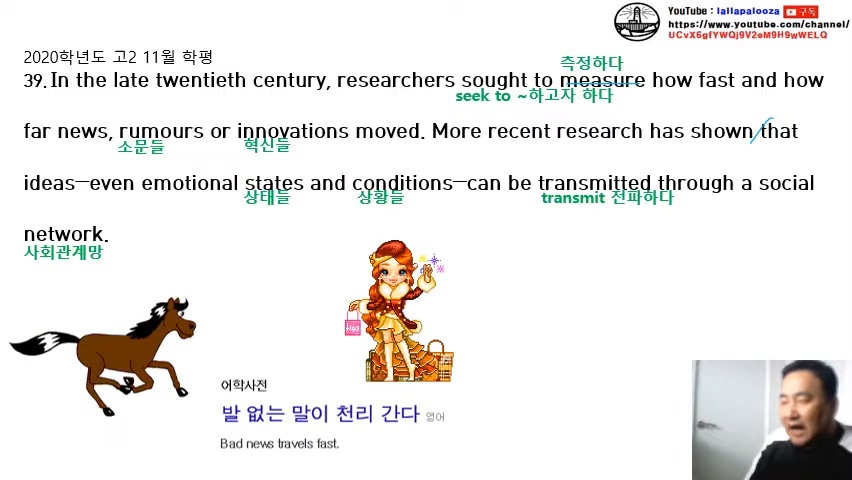 YouTube : lallapalooza 구독
https://www.youtube.com/channel/
UCvX6gfYWQj9V2eM9H9wWELQ
2020학년도 고2 11월 학평
측정하다
39. In the late twentieth century, researchers sought to measure how fast and how
seek to ~하고자 하다
far news, rumours or innovations moved. More recent research has shown that
소문들 혁신들
ideas—even emotional states and conditions—can be transmitted through a social
상태들 상황들 transmit 전파하다
network.
사회관계망
어학사전
발 없는 말이 천리 간다 영어
Bad news travels fast.